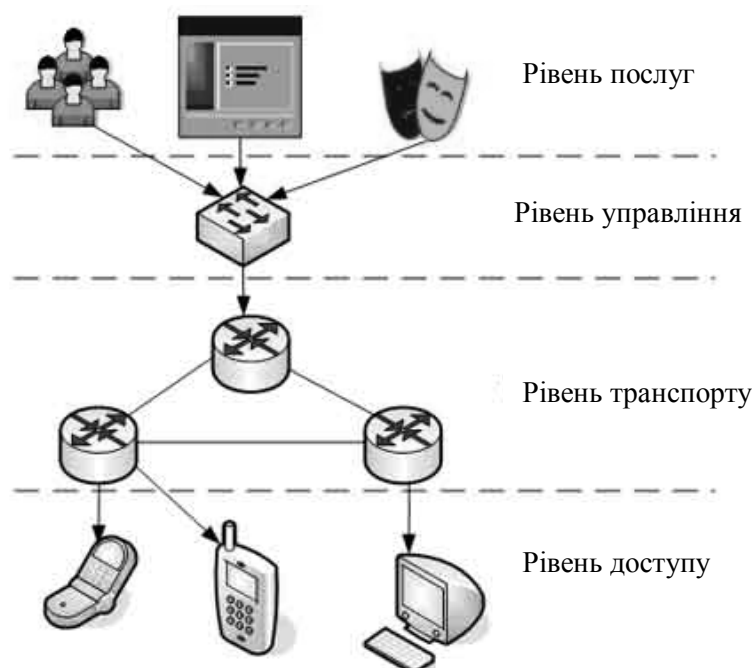 Рівень послуг
Рівень управління
Рівень транспорту
Рівень доступу